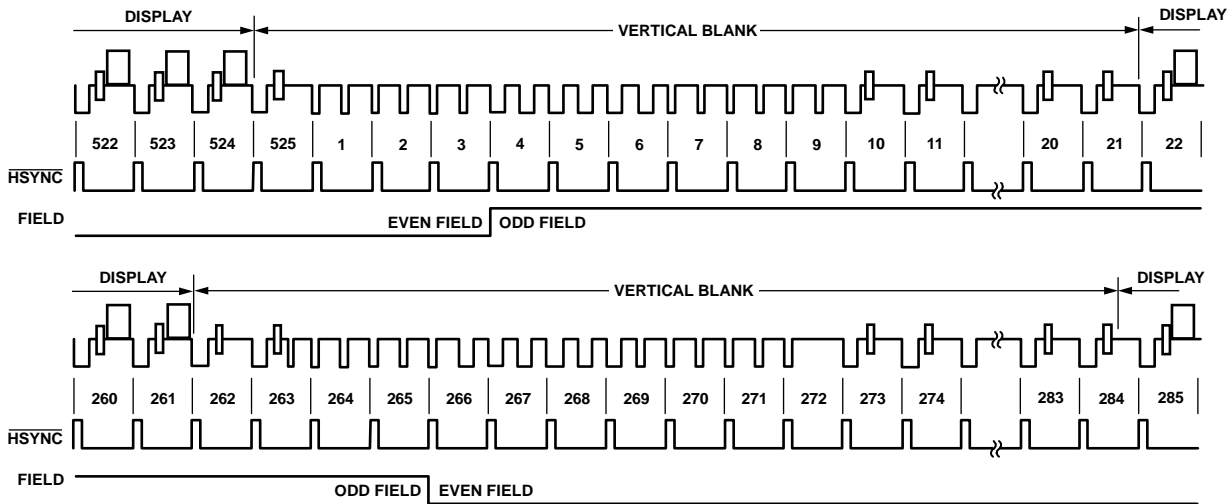 DISPLAY VERTICAL BLANK DISPLAY
522 523 524 525 1 2 3 4 5 6 7 8 9 10 11 20 21 22
HSYNC
FIELD EVEN FIELD ODD FIELD
DISPLAY VERTICAL BLANK DISPLAY
260 261 262 263 264 265 266 267 268 269 270 271 272 273 274 283 284 285
HSYNC
FIELD ODD FIELD EVEN FIELD